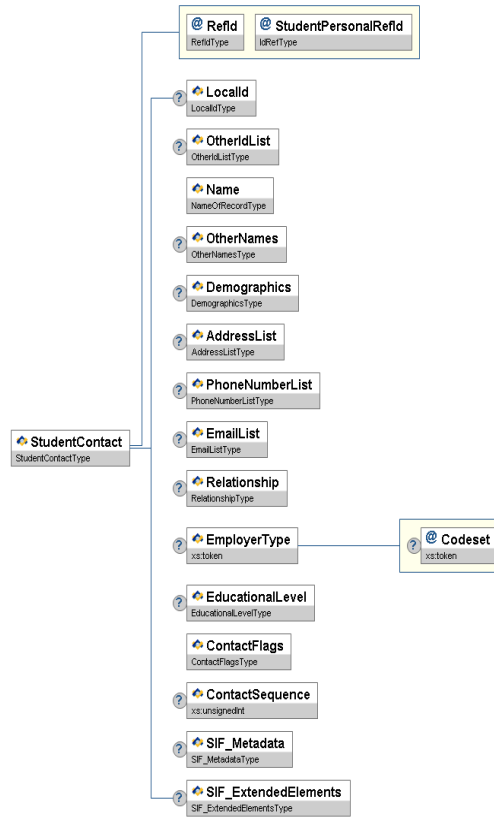 @ RefId
RefIdType
@ StudentPersonalRefId
IdRefType
? LocalId
LocalIdType
? OtherIdList
OtherIdListType
Name
NameOfRecordType
? OtherNames
OtherNamesType
? Demographics
DemographicsType
? AddressList
AddressListType
? PhoneNumberList
PhoneNumberListType
StudentContact
StudentContactType
? EmailList
EmailListType
? Relationship
RelationshipType
? EmployerType
xs:token
? @ Codeset
xs:token
? EducationalLevel
EducationalLevelType
ContactFlags
ContactFlagsType
? ContactSequence
xs:unsignedInt
? SIF_Metadata
SIF_MetadataType
? SIF_ExtendedElements
SIF_ExtendedElementsType